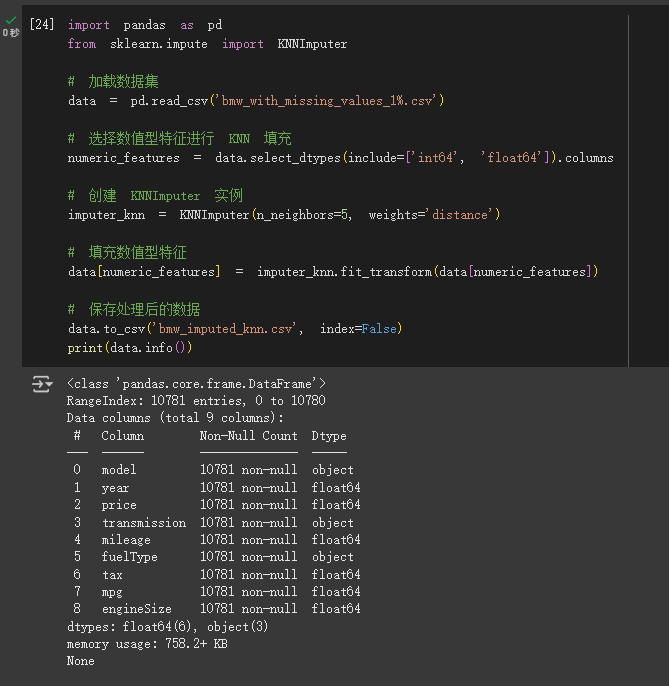 [24] import pandas as pd
0秒
from sklearn.impute import KNNImputer
# 加载数据集
data = pd.read_csv('bmw_with_missing_values_1%.csv')
# 选择数值型特征进行 KNN 填充
numeric_features = data.select_dtypes(include=['int64', 'float64']).columns
# 创建 KNNImputer 实例
imputer_knn = KNNImputer(n_neighbors=5, weights='distance')
# 填充数值型特征
data[numeric_features] = imputer_knn.fit_transform(data[numeric_features])
# 保存处理后的数据
data.to_csv('bmw_imputed_knn.csv', index=False)
print(data.info())
<class 'pandas.core.frame.DataFrame'>
RangeIndex: 10781 entries, 0 to 10780
Data columns (total 9 columns):
# Column Non-Null Count Dtype
--- ------ -------------- -----
0 model 10781 non-null object
1 year 10781 non-null float64
2 price 10781 non-null float64
3 transmission 10781 non-null object
4 mileage 10781 non-null float64
5 fuelType 10781 non-null object
6 tax 10781 non-null float64
7 mpg 10781 non-null float64
8 engineSize 10781 non-null float64
dtypes: float64(6), object(3)
memory usage: 758.2+ KB
None